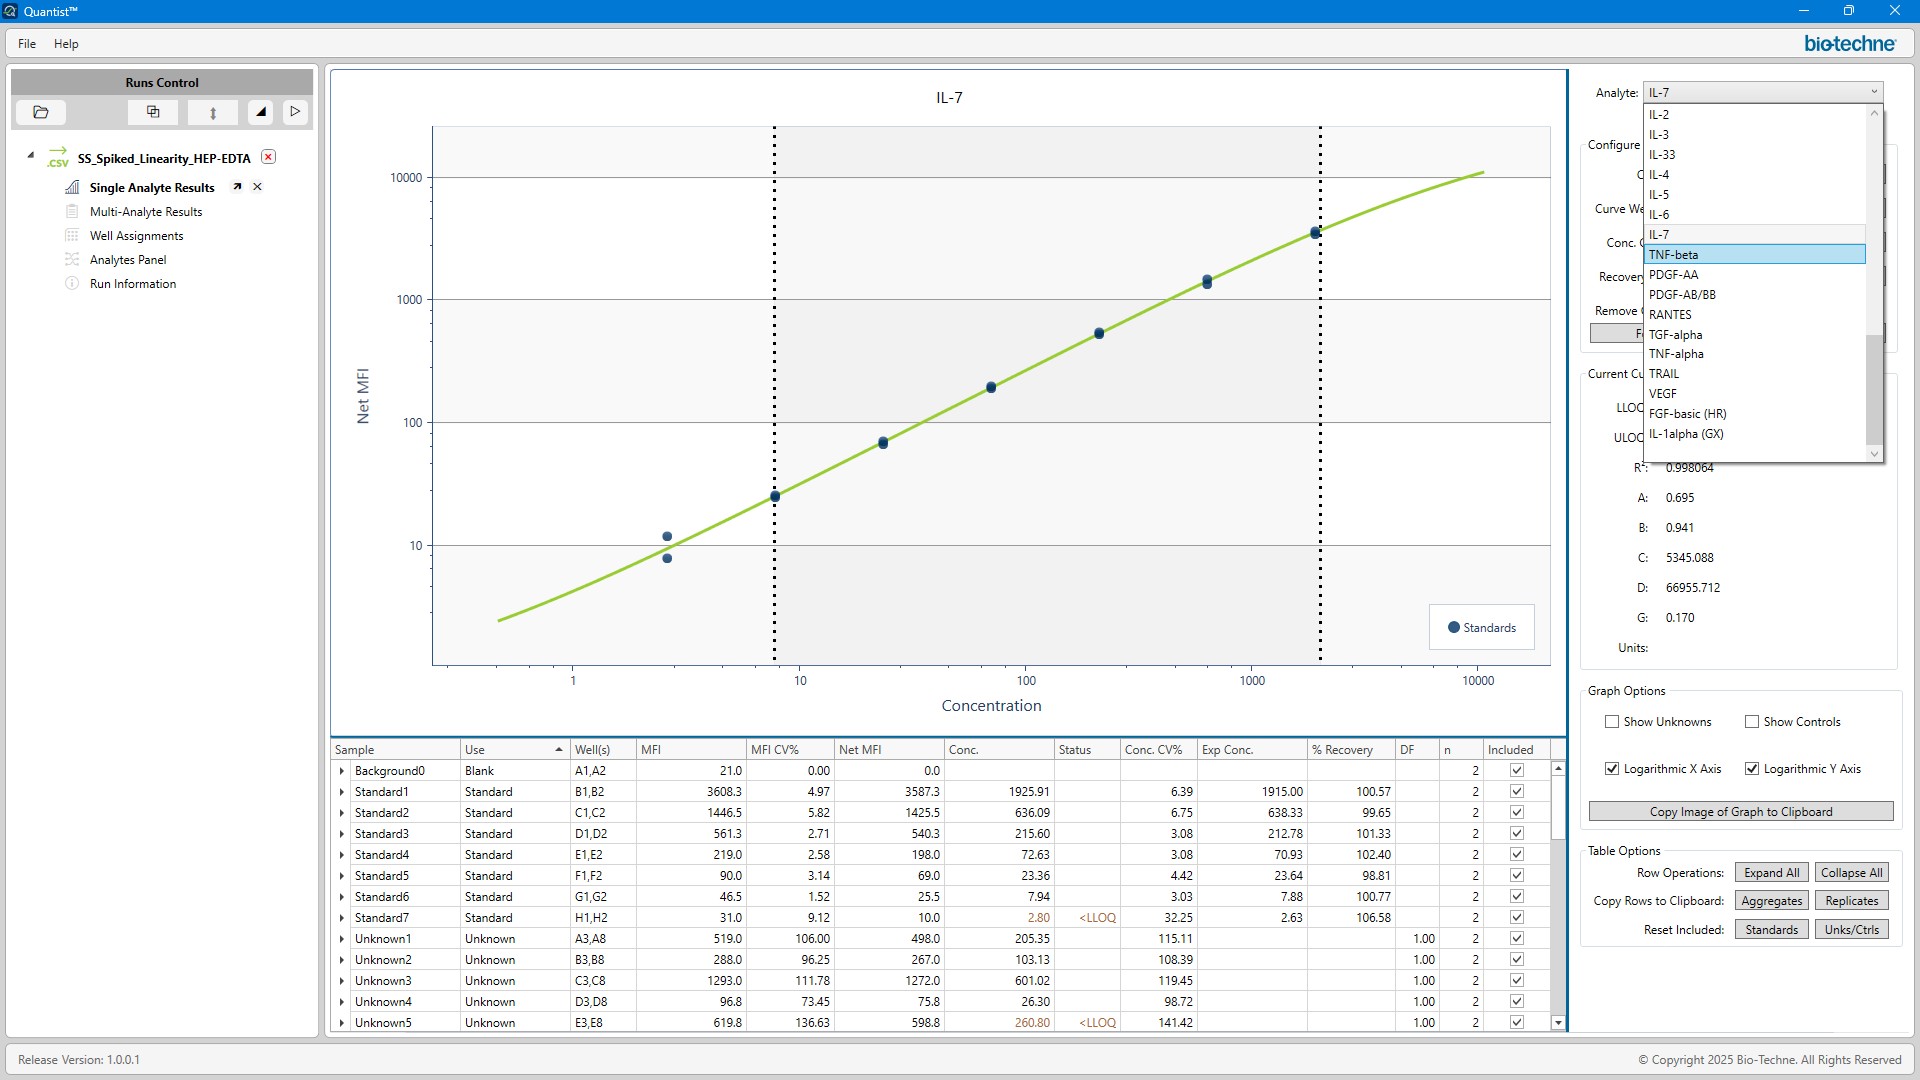 Quantist™
File Help
bio-techne
Runs Control
SS_Spiked_Linearity_HEP-EDTA
.csv
Single Analyte Results
Multi-Analyte Results
Well Assignments
Analytes Panel
Run Information
IL-7
10000
1000
100
10
Net MFI
Standards
1 10 100 1000 10000
Concentration
Analyte: IL-7
IL-2
IL-3
IL-33
IL-4
IL-5
IL-6
IL-7
TNF-beta
PDGF-AA
PDGF-AB/BB
RANTES
TGF-alpha
TNF-alpha
TRAIL
VEGF
FGF-basic (HR)
IL-1alpha (GX)
Configure
Curve We
Conc. C
Recovery
Remove
Current Cu
LLOQ
ULOQ
R²: 0.998064
A: 0.695
B: 0.941
C: 5345.088
D: 66955.712
G: 0.170
Units:
Graph Options
Show Unknowns Show Controls
Logarithmic X Axis Logarithmic Y Axis
Copy Image of Graph to Clipboard
Table Options
Row Operations: Expand All Collapse All
Copy Rows to Clipboard: Aggregates Replicates
Reset Included: Standards Unks/Ctrls
Sample Use Well(s) MFI MFI CV% Net MFI Conc. Status Conc. CV% Exp Conc. % Recovery DF n Included
Background0 Blank A1,A2 21.0 0.00 0.0 2
Standard1 Standard B1,B2 3608.3 4.97 3587.3 1925.91 6.39 1915.00 100.57 2
Standard2 Standard C1,C2 1446.5 5.82 1425.5 636.09 6.75 638.33 99.65 2
Standard3 Standard D1,D2 561.3 2.71 540.3 215.60 3.08 212.78 101.33 2
Standard4 Standard E1,E2 219.0 2.58 198.0 72.63 3.08 70.93 102.40 2
Standard5 Standard F1,F2 90.0 3.14 69.0 23.36 4.42 23.64 98.81 2
Standard6 Standard G1,G2 46.5 1.52 25.5 7.94 3.03 7.88 100.77 2
Standard7 Standard H1,H2 31.0 9.12 10.0 2.80 <LLOQ 32.25 2.63 106.58 2
Unknown1 Unknown A3,A8 519.0 106.00 498.0 205.35 115.11 1.00 2
Unknown2 Unknown B3,B8 288.0 96.25 267.0 103.13 108.39 1.00 2
Unknown3 Unknown C3,C8 1293.0 111.78 1272.0 601.02 119.45 1.00 2
Unknown4 Unknown D3,D8 96.8 73.45 75.8 26.30 98.72 1.00 2
Unknown5 Unknown E3,E8 619.8 136.63 598.8 260.80 <LLOQ 141.42 1.00 2
Release Version: 1.0.0.1
© Copyright 2025 Bio-Techne. All Rights Reserved